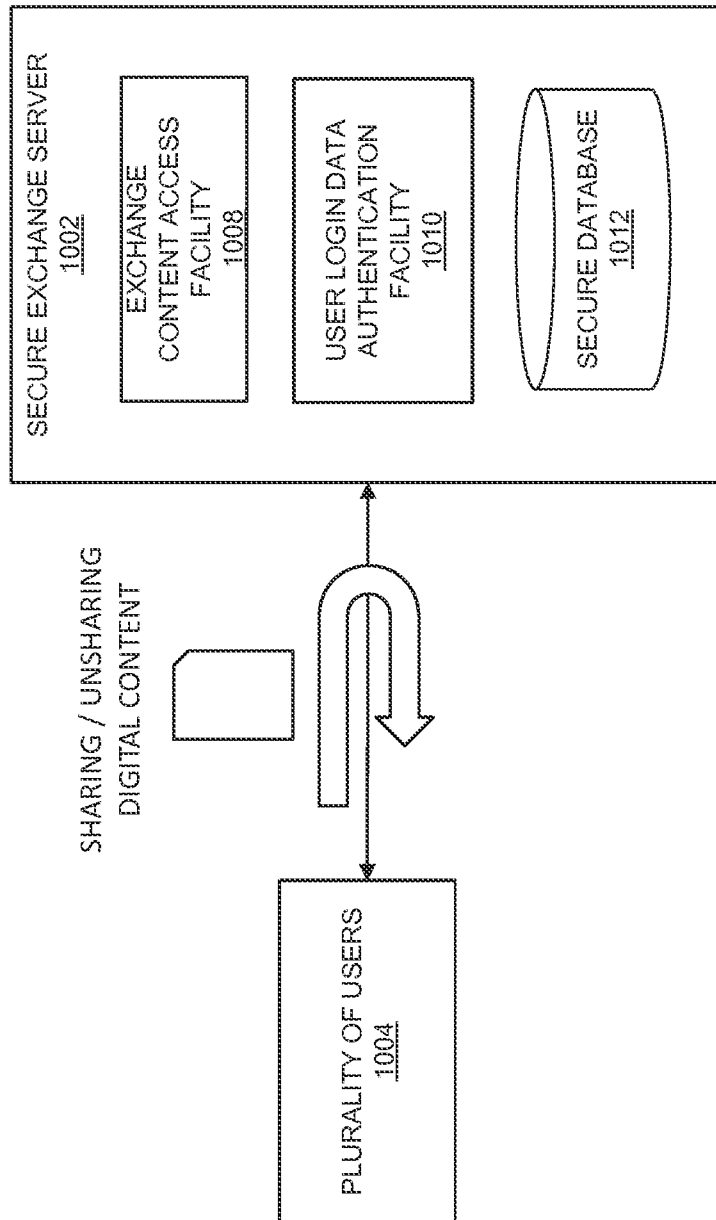 SECURE EXCHANGE SERVER
1002
EXCHANGE
CONTENT ACCESS
FACILITY
1008
USER LOGIN DATA
AUTHENTICATION
FACILITY
1010
SECURE DATABASE
1012
SHARING / UNSHARING
DIGITAL CONTENT
PLURALITY OF USERS
1004